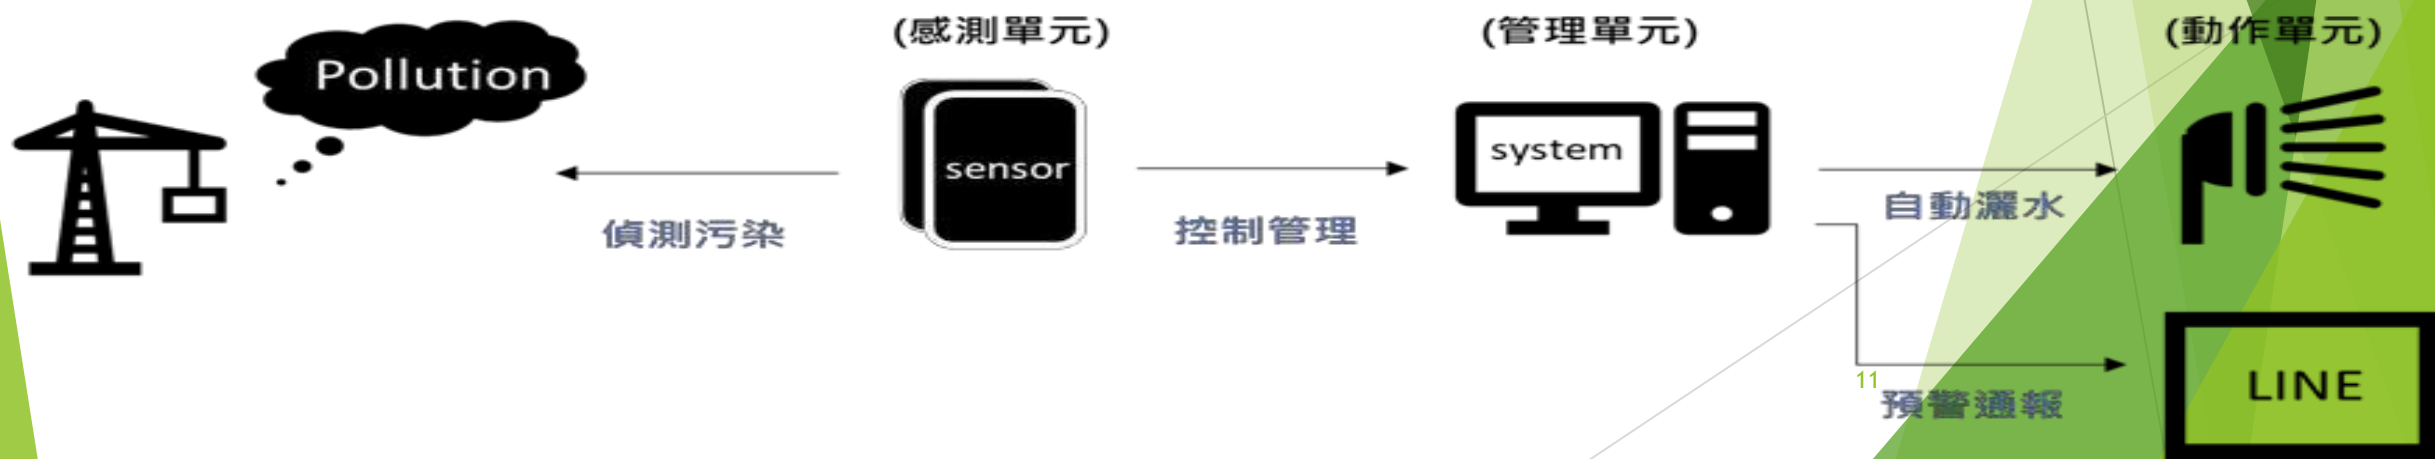 (感測單元)
(管理單元)
(動作單元)
Pollution
sensor
system
偵測污染
控制管理
自動灑水
11
預警通報
LINE